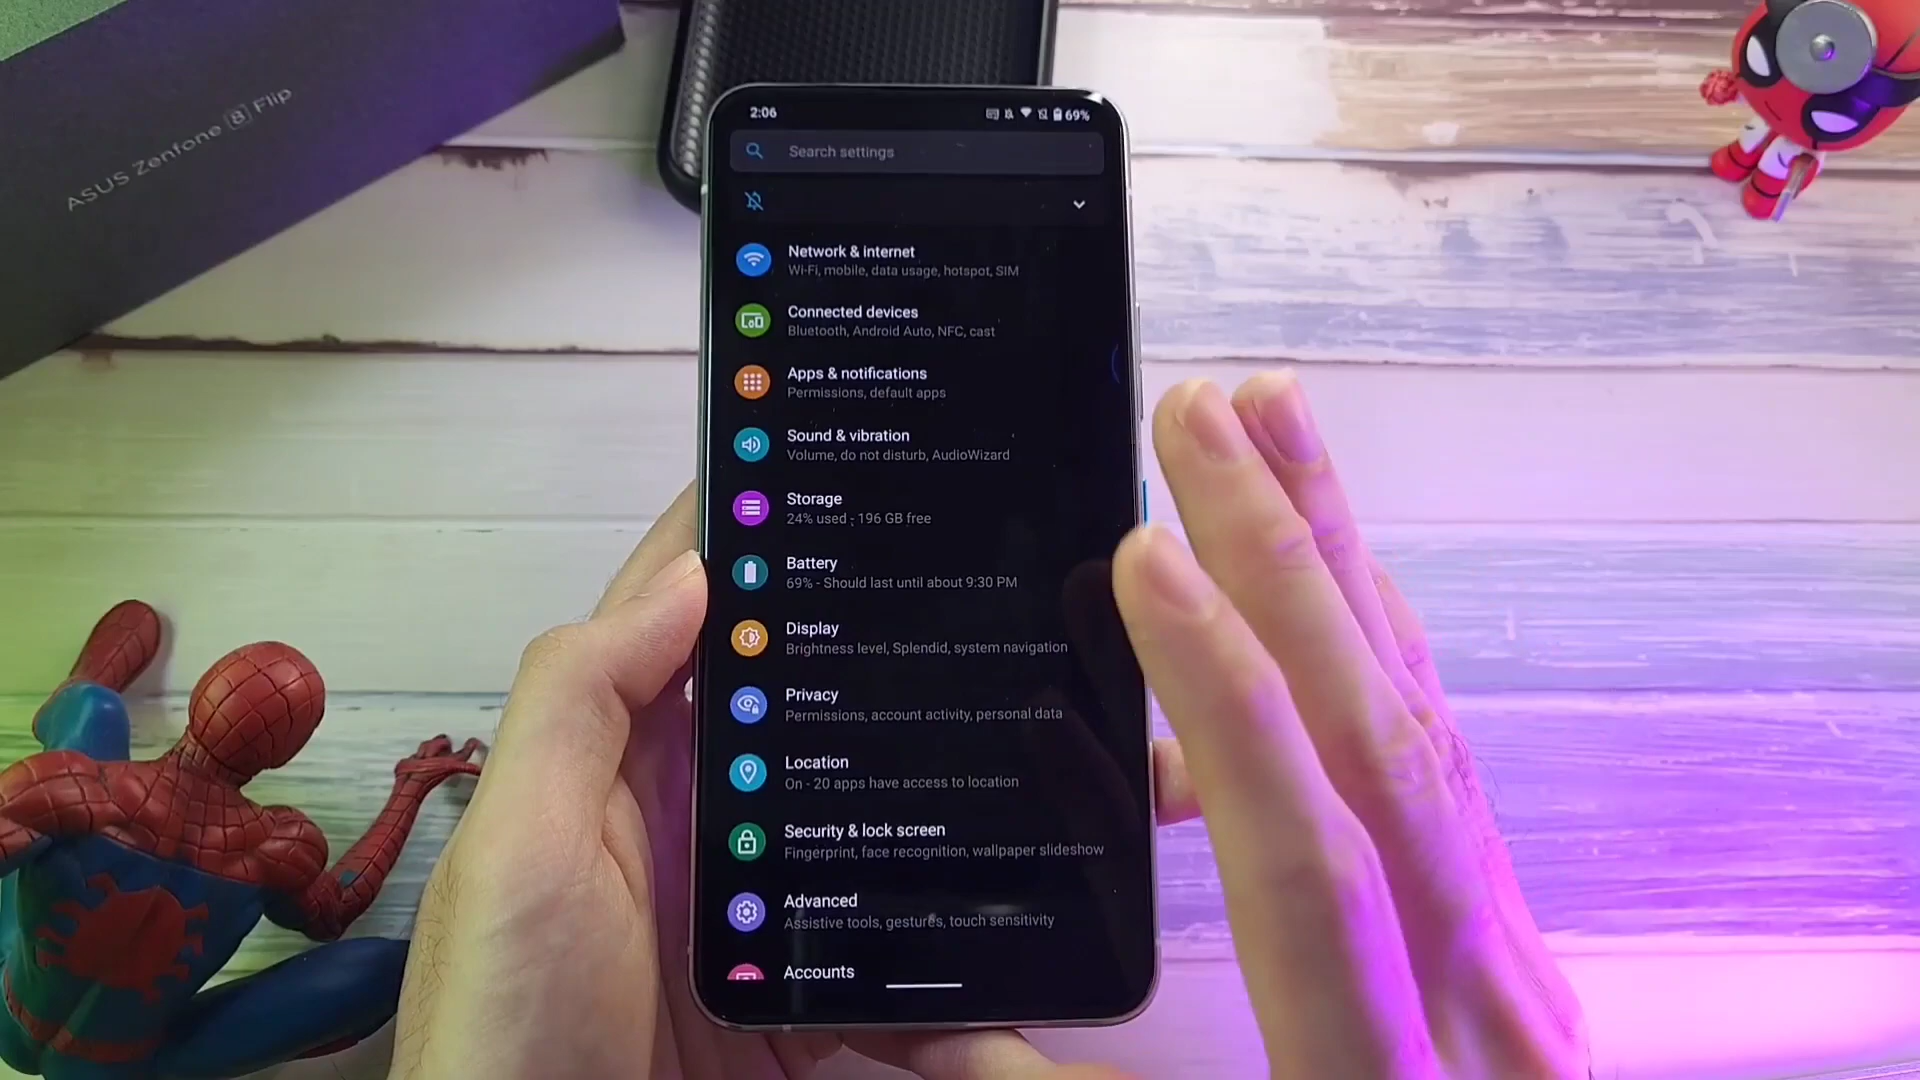 ASUS Zenfone 8 Flip
2:06
69%
Search settings
Network & internet
Wi-Fi, mobile, data usage, hotspot, SIM
Connected devices
Bluetooth, Android Auto, NFC, cast
Apps & notifications
Permissions, default apps
Sound & vibration
Volume, do not disturb, AudioWizard
Storage
24% used - 196 GB free
Battery
69% - Should last until about 9:30 PM
Display
Brightness level, Splendid, system navigation
Privacy
Permissions, account activity, personal data
Location
On - 20 apps have access to location
Security & lock screen
Fingerprint, face recognition, wallpaper slideshow
Advanced
Assistive tools, gestures, touch sensitivity
Accounts